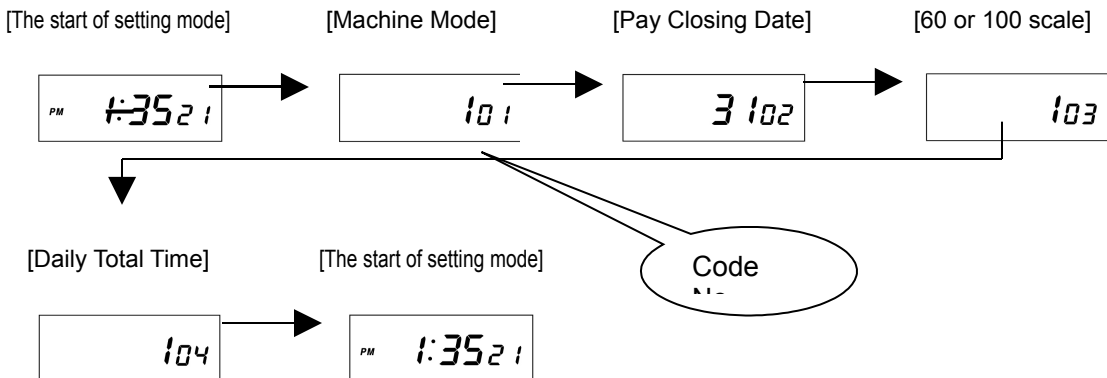 [The start of setting mode] [Machine Mode] [Pay Closing Date] [60 or 100 scale]
PM 1:35 21 1 01 31 02 1 03
[Daily Total Time] [The start of setting mode]
Code
1 04 PM 1:35 21